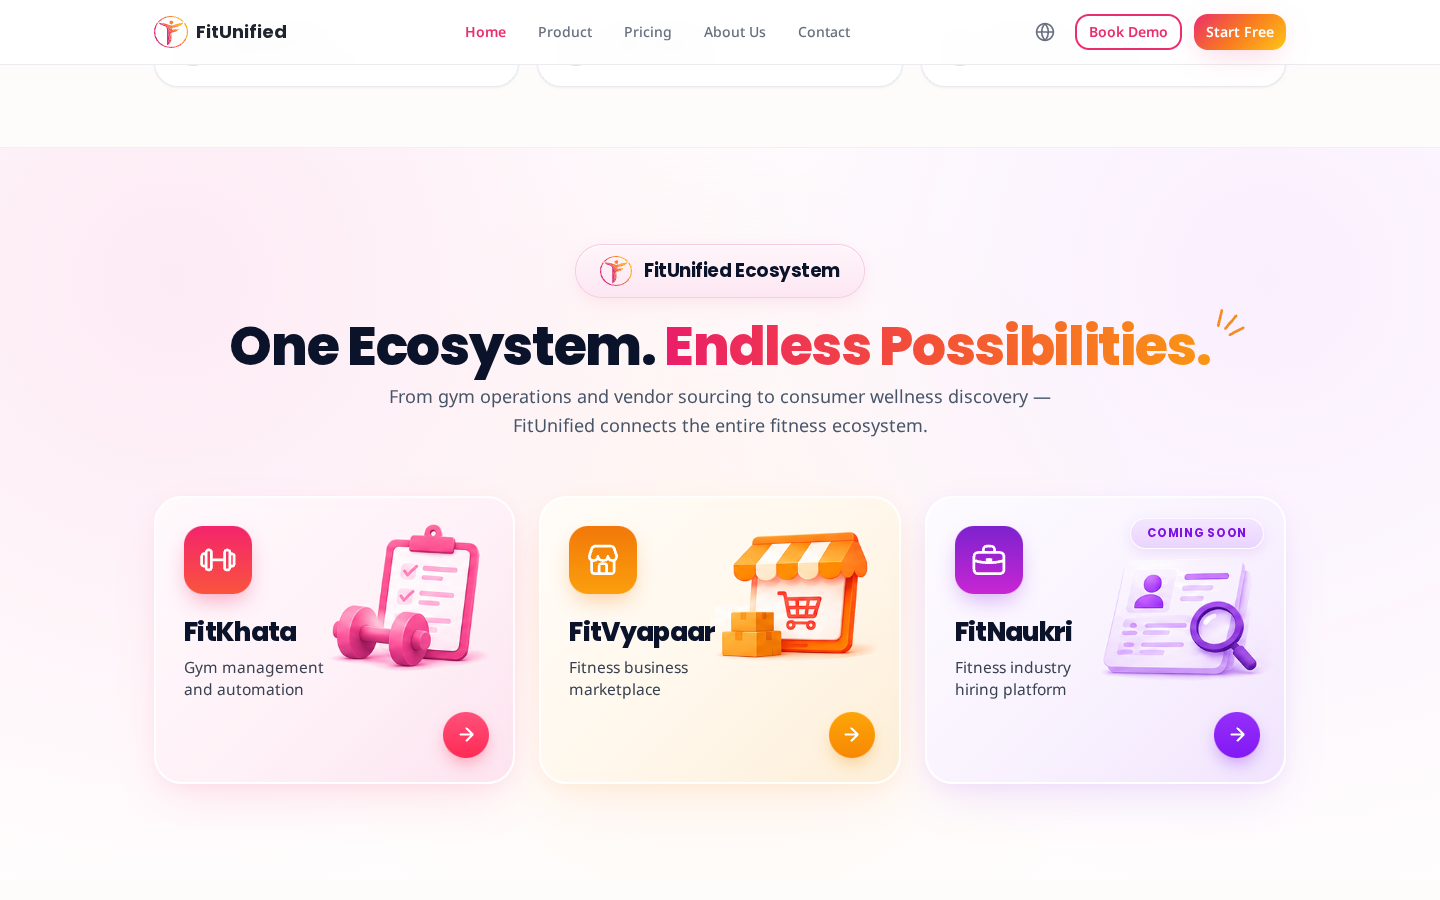 FitUnified
Home Product Pricing About Us Contact
Book Demo
Start Free
FitUnified Ecosystem
One Ecosystem. Endless Possibilities.
From gym operations and vendor sourcing to consumer wellness discovery —
FitUnified connects the entire fitness ecosystem.
FitKhata
Gym management
and automation
FitVyapaar
Fitness business
marketplace
COMING SOON
FitNaukri
Fitness industry
hiring platform